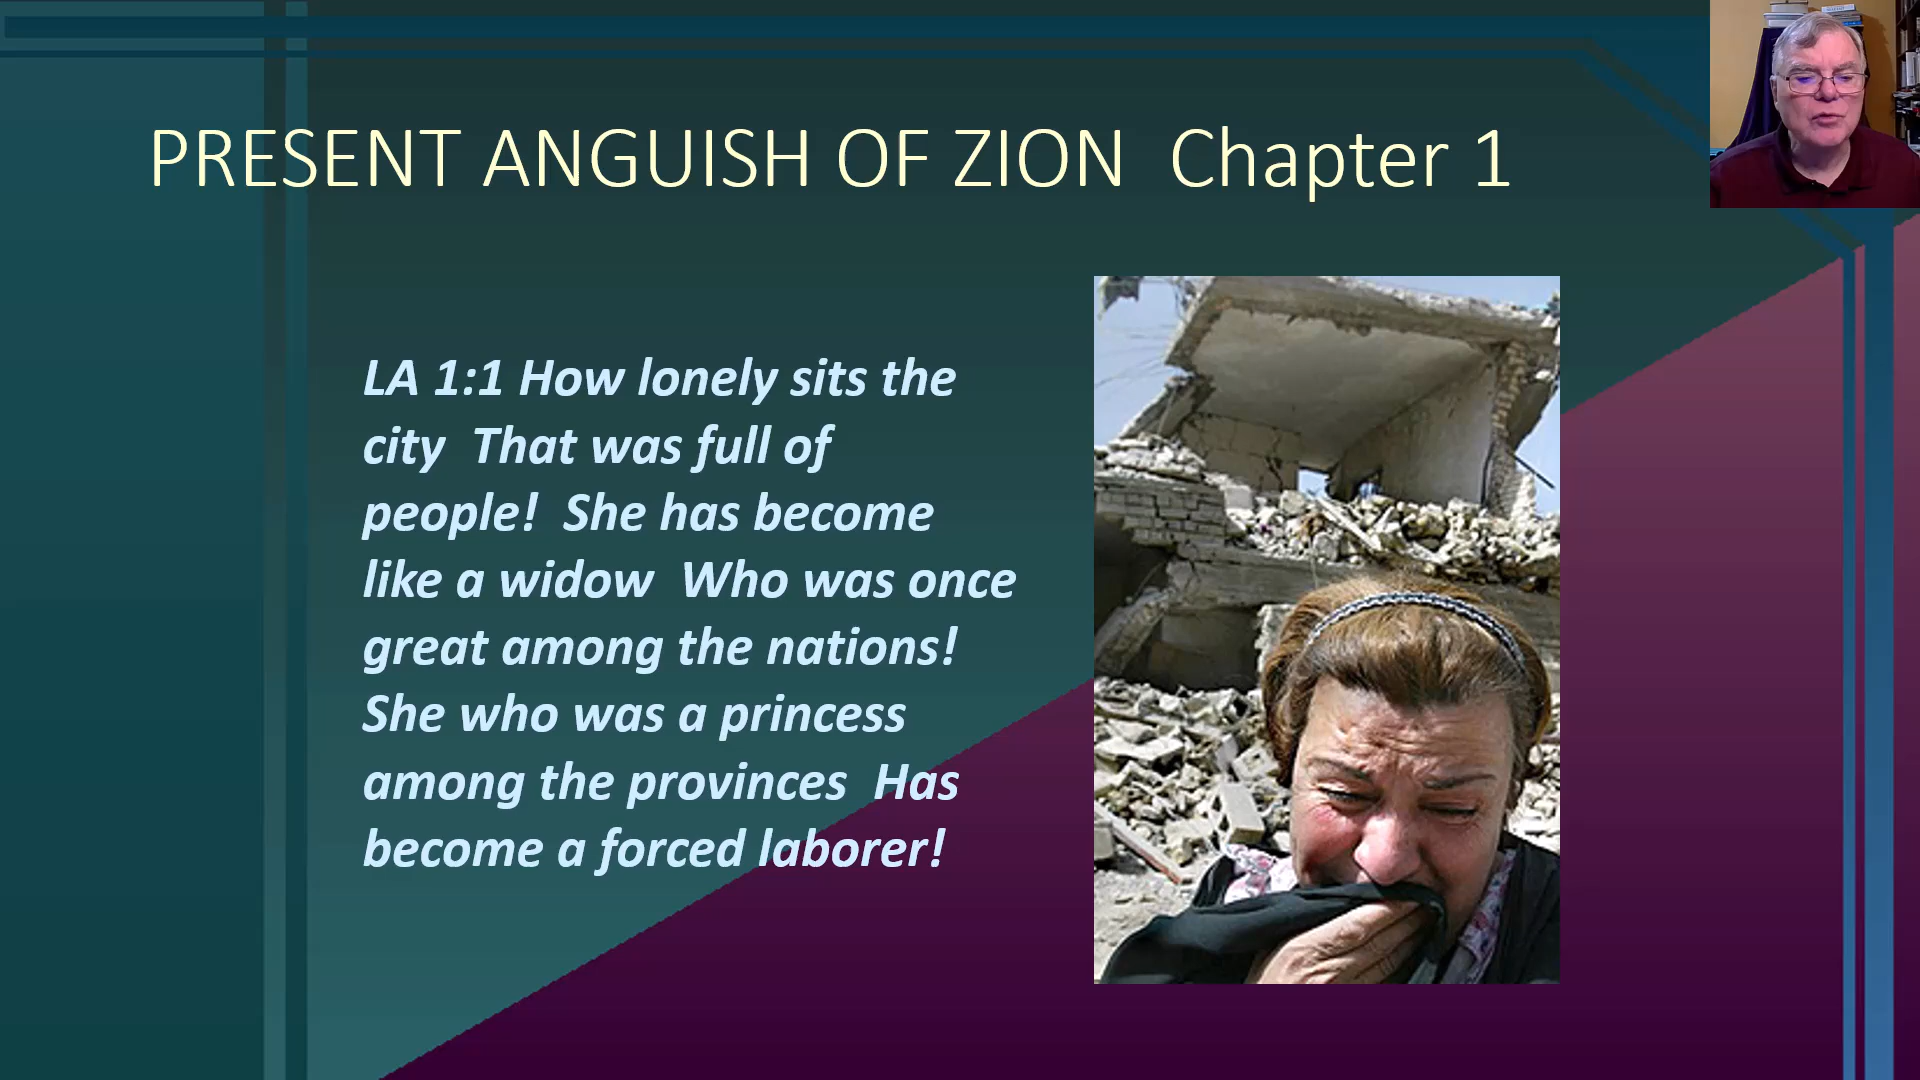 PRESENT ANGUISH OF ZION  Chapter 1
LA 1:1 How lonely sits the
city  That was full of
people!  She has become
like a widow  Who was once
great among the nations!
She who was a princess
among the provinces  Has
become a forced laborer!